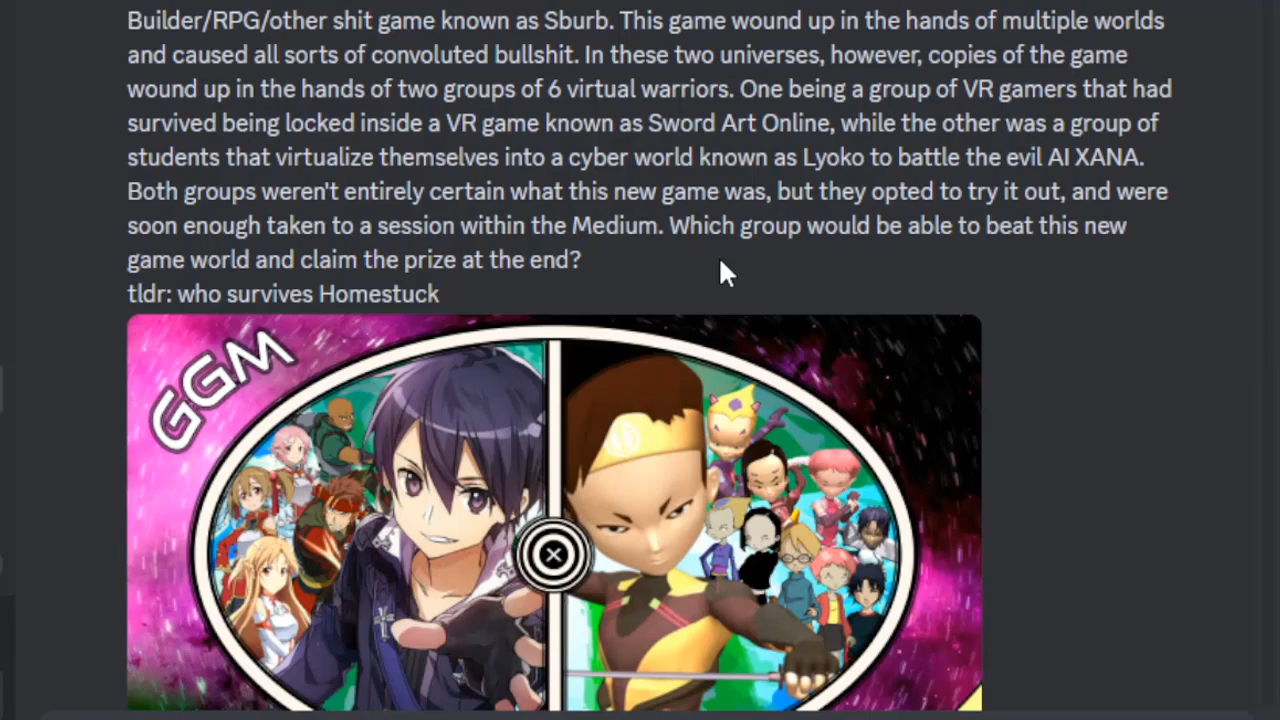 Builder/RPG/other shit game known as Sburb. This game wound up in the hands of multiple worlds
and caused all sorts of convoluted bullshit. In these two universes, however, copies of the game
wound up in the hands of two groups of 6 virtual warriors. One being a group of VR gamers that had
survived being locked inside a VR game known as Sword Art Online, while the other was a group of
students that virtualize themselves into a cyber world known as Lyoko to battle the evil AI XANA.
Both groups weren't entirely certain what this new game was, but they opted to try it out, and were
soon enough taken to a session within the Medium. Which group would be able to beat this new
game world and claim the prize at the end?
tldr: who survives Homestuck
GGM